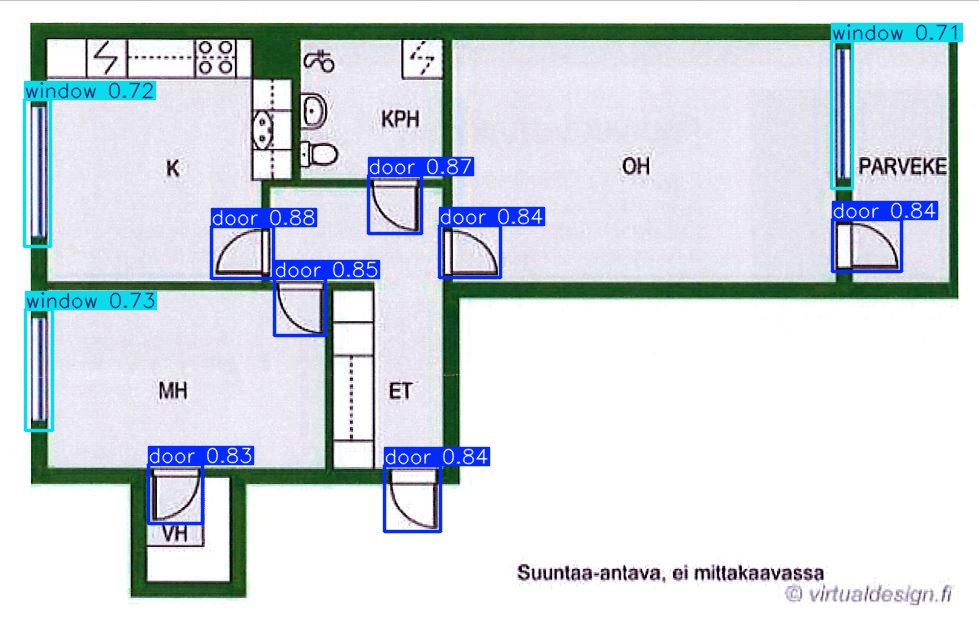 window 0.71
window 0.72
KPH
door 0.87
K
OH
PARVEKE
door 0.88
door 0.84
door 0.84
door 0.85
window 0.73
MH
ET
door 0.83
door 0.84
VH
Suuntaa-antava, ei mittakaavassa
© virtualdesign.fi